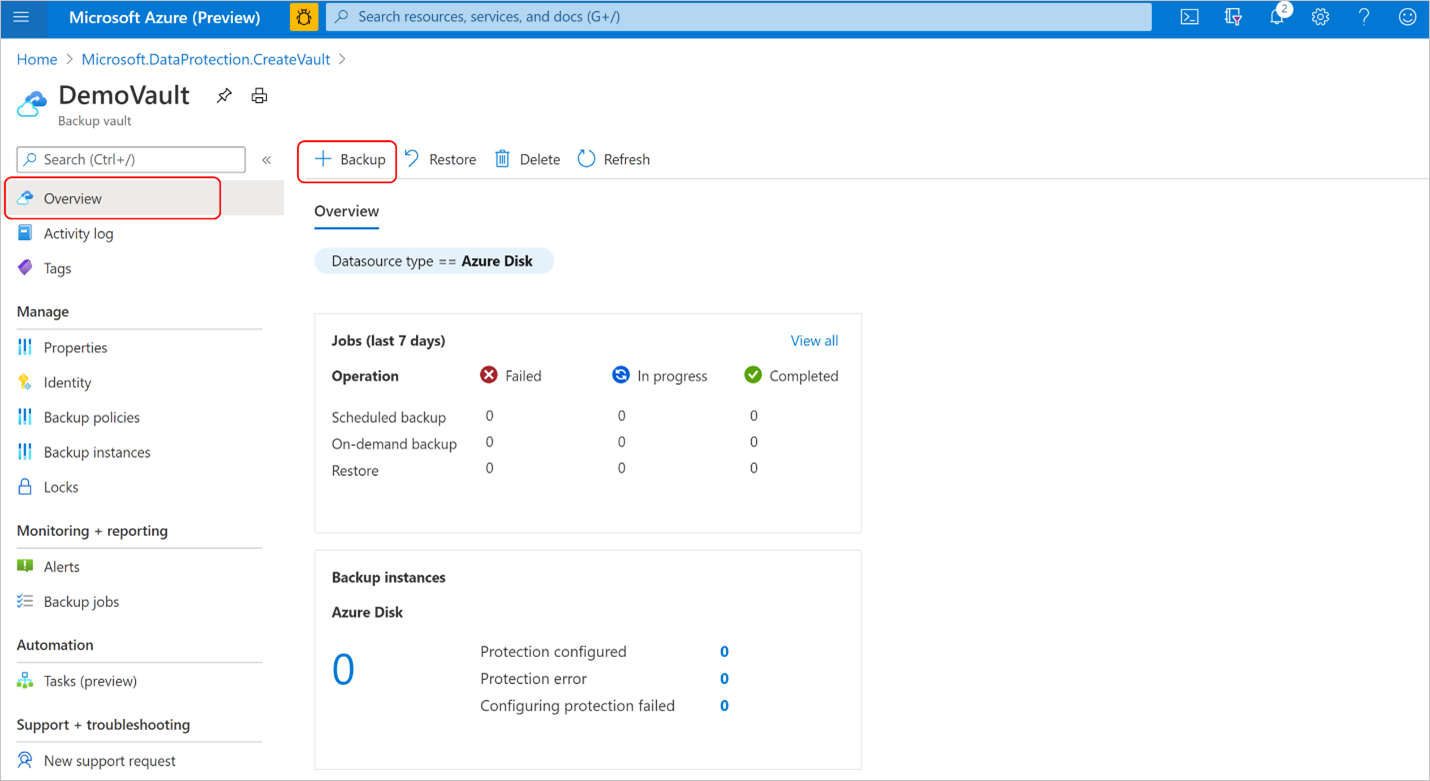 Microsoft Azure (Preview)
Search resources, services, and docs (G+/)
2
Home > Microsoft.DataProtection.CreateVault >
DemoVault
Backup vault
Search (Ctrl+/)
«
+ Backup
Restore
Delete
Refresh
Overview
Activity log
Tags
Manage
Properties
Identity
Backup policies
Backup instances
Locks
Monitoring + reporting
Alerts
Backup jobs
Automation
Tasks (preview)
Support + troubleshooting
New support request
Overview
Datasource type == Azure Disk
Jobs (last 7 days)
View all
Operation Failed In progress Completed
Scheduled backup 0 0 0
On-demand backup 0 0 0
Restore 0 0 0
Backup instances
Azure Disk
0
Protection configured 0
Protection error 0
Configuring protection failed 0